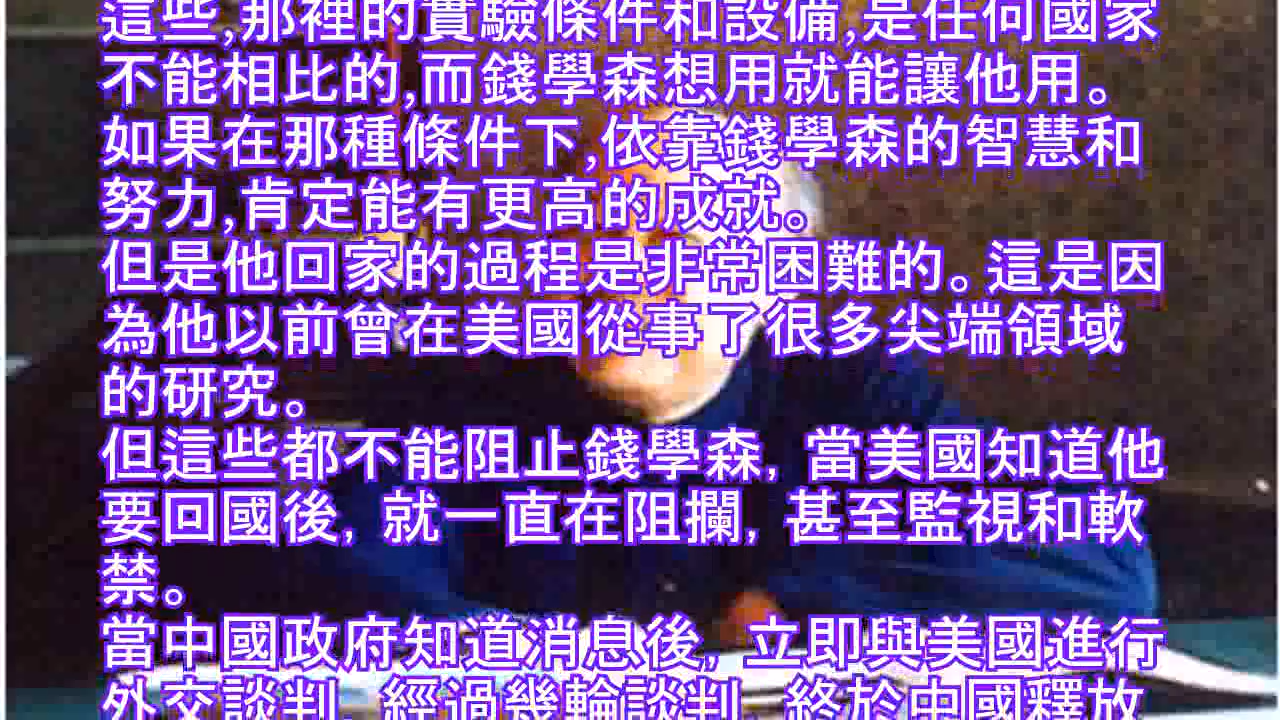 這些,那裡的實驗條件和設備,是任何國家
不能相比的,而錢學森想用就能讓他用。
如果在那種條件下,依靠錢學森的智慧和
努力,肯定能有更高的成就。
但是他回家的過程是非常困難的。這是因
為他以前曾在美國從事了很多尖端領域
的研究。
但這些都不能阻止錢學森, 當美國知道他
要回國後, 就一直在阻攔, 甚至監視和軟
禁。
當中國政府知道消息後, 立即與美國進行
外交談判, 經過幾輪談判, 終於中國釋放